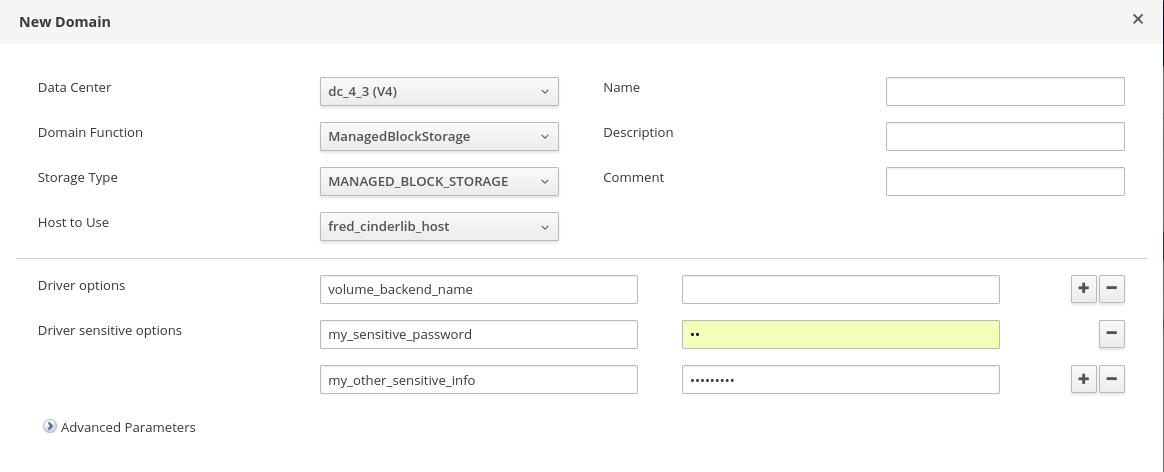 New Domain
Data Center
dc_4_3 (V4)
Name
Domain Function
ManagedBlockStorage
Description
Storage Type
MANAGED_BLOCK_STORAGE
Comment
Host to Use
fred_cinderlib_host
Driver options
volume_backend_name
Driver sensitive options
my_sensitive_password
••
my_other_sensitive_info
•••••••••
Advanced Parameters